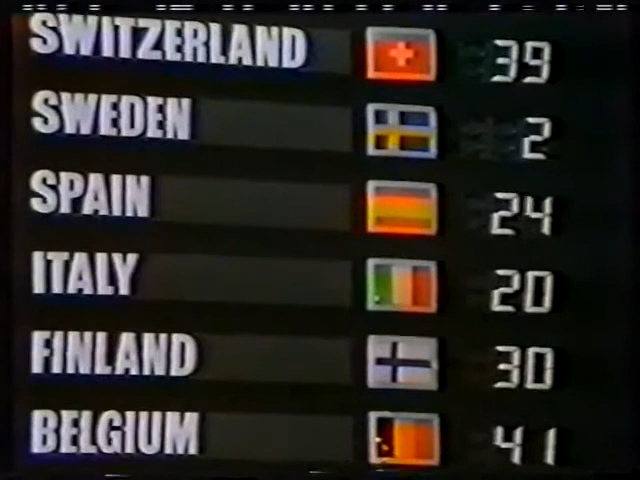 SWITZERLAND 39
SWEDEN 2
SPAIN 24
ITALY 20
FINLAND 30
BELGIUM 41